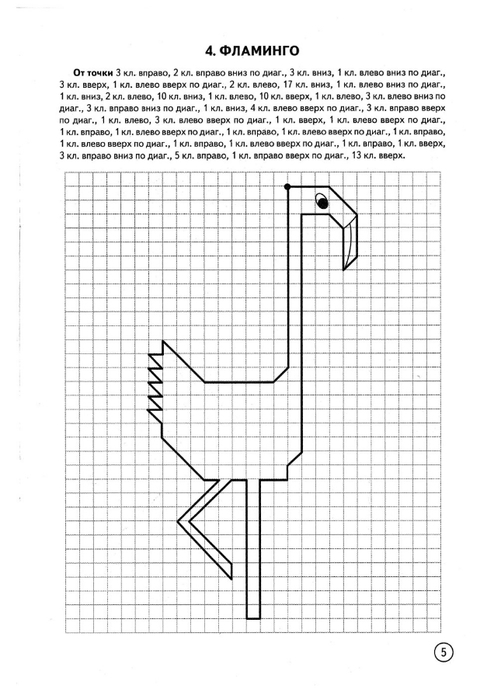 4. ФЛАМИНГО
От точки 3 кл. вправо, 2 кл. вправо вниз по диаг., 3 кл. вниз, 1 кл. влево вниз по диаг.,
3 кл. вверх, 1 кл. влево вверх по диаг., 2 кл. влево, 17 кл. вниз, 1 кл. влево вниз по диаг.,
1 кл. вниз, 2 кл. влево, 10 кл. вниз, 1 кл. влево, 10 кл. вверх, 1 кл. влево, 3 кл. влево вниз по
диаг., 3 кл. вправо вниз по диаг., 1 кл. вниз, 4 кл. влево вверх по диаг., 3 кл. вправо вверх
по диаг., 1 кл. влево, 3 кл. влево вверх по диаг., 1 кл. вверх, 1 кл. влево вверх по диаг.,
1 кл. вправо, 1 кл. влево вверх по диаг., 1 кл. вправо, 1 кл. влево вверх по диаг., 1 кл. вправо,
1 кл. влево вверх по диаг., 1 кл. вправо, 1 кл. влево вверх по диаг., 1 кл. вправо, 1 кл. вверх,
3 кл. вправо вниз по диаг., 5 кл. вправо, 1 кл. вправо вверх по диаг., 13 кл. вверх.
5